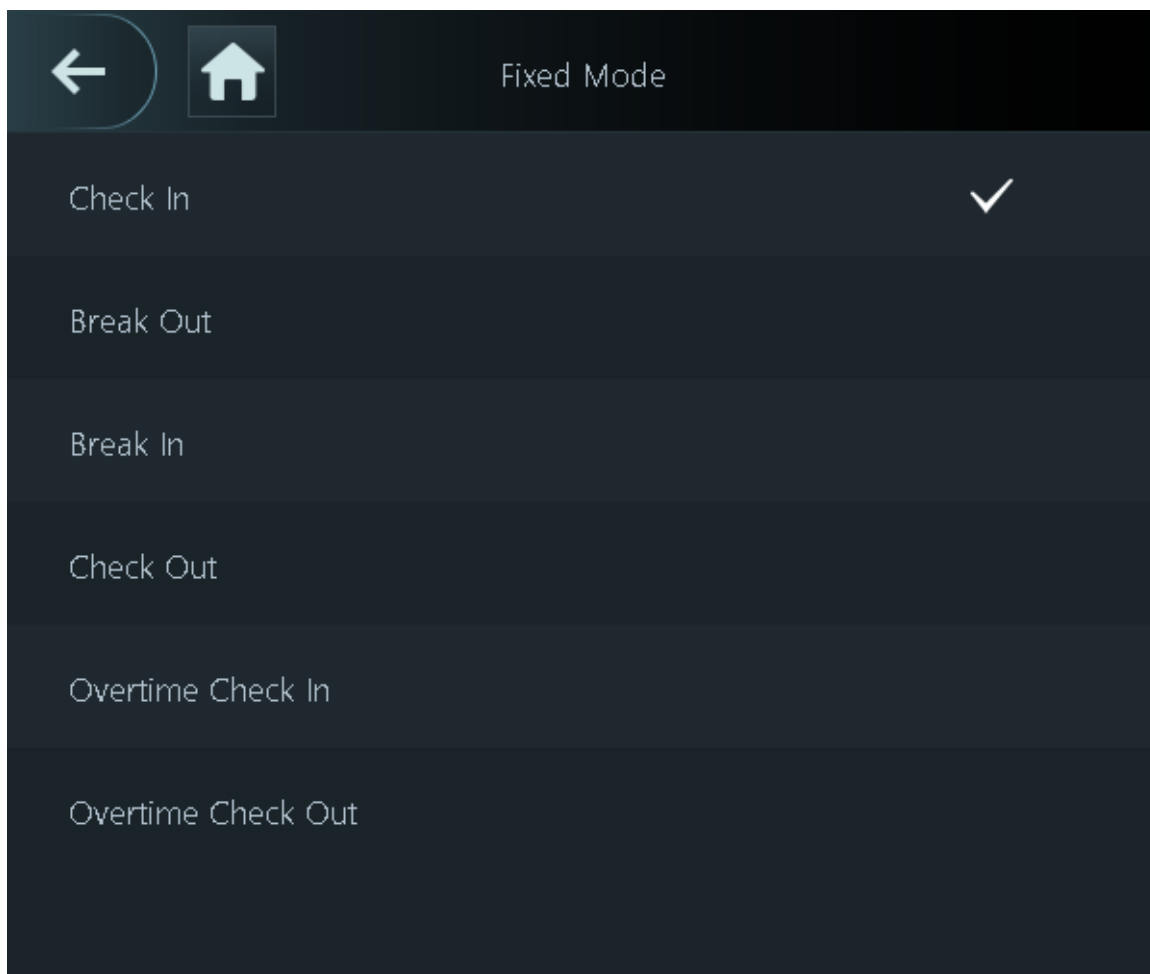 Fixed Mode
Check In
Break Out
Break In
Check Out
Overtime Check In
Overtime Check Out